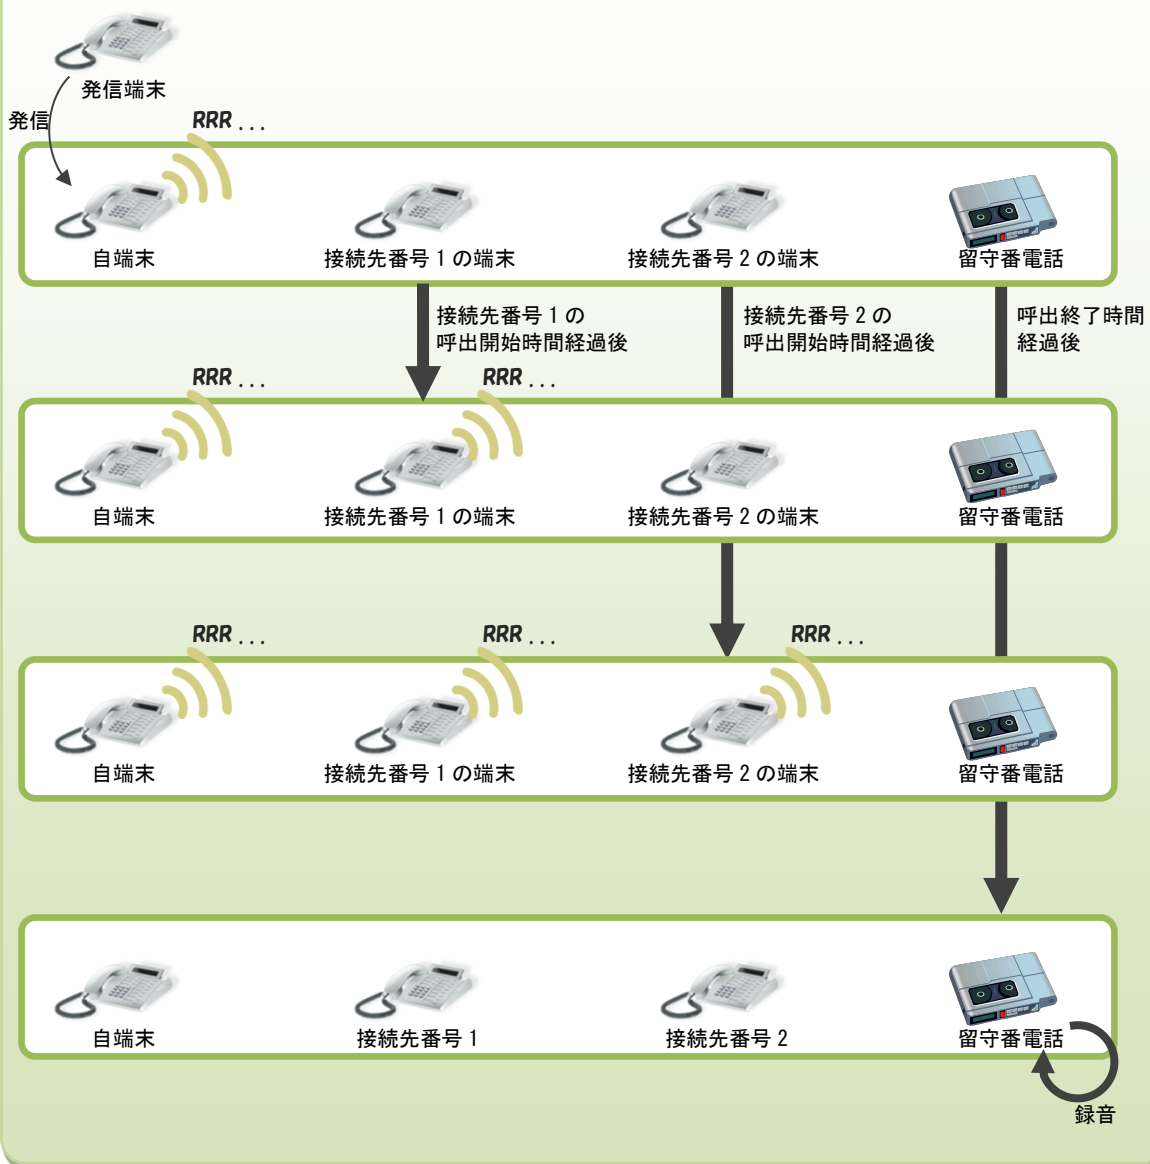 発信端末
発信
RRR...
自端末
接続先番号1の端末
接続先番号2の端末
留守番電話
接続先番号1の
呼出開始時間経過後
接続先番号2の
呼出開始時間経過後
呼出終了時間
経過後
RRR...
RRR...
自端末
接続先番号1の端末
接続先番号2の端末
留守番電話
RRR...
RRR...
RRR...
自端末
接続先番号1の端末
接続先番号2の端末
留守番電話
自端末
接続先番号1
接続先番号2
留守番電話
録音